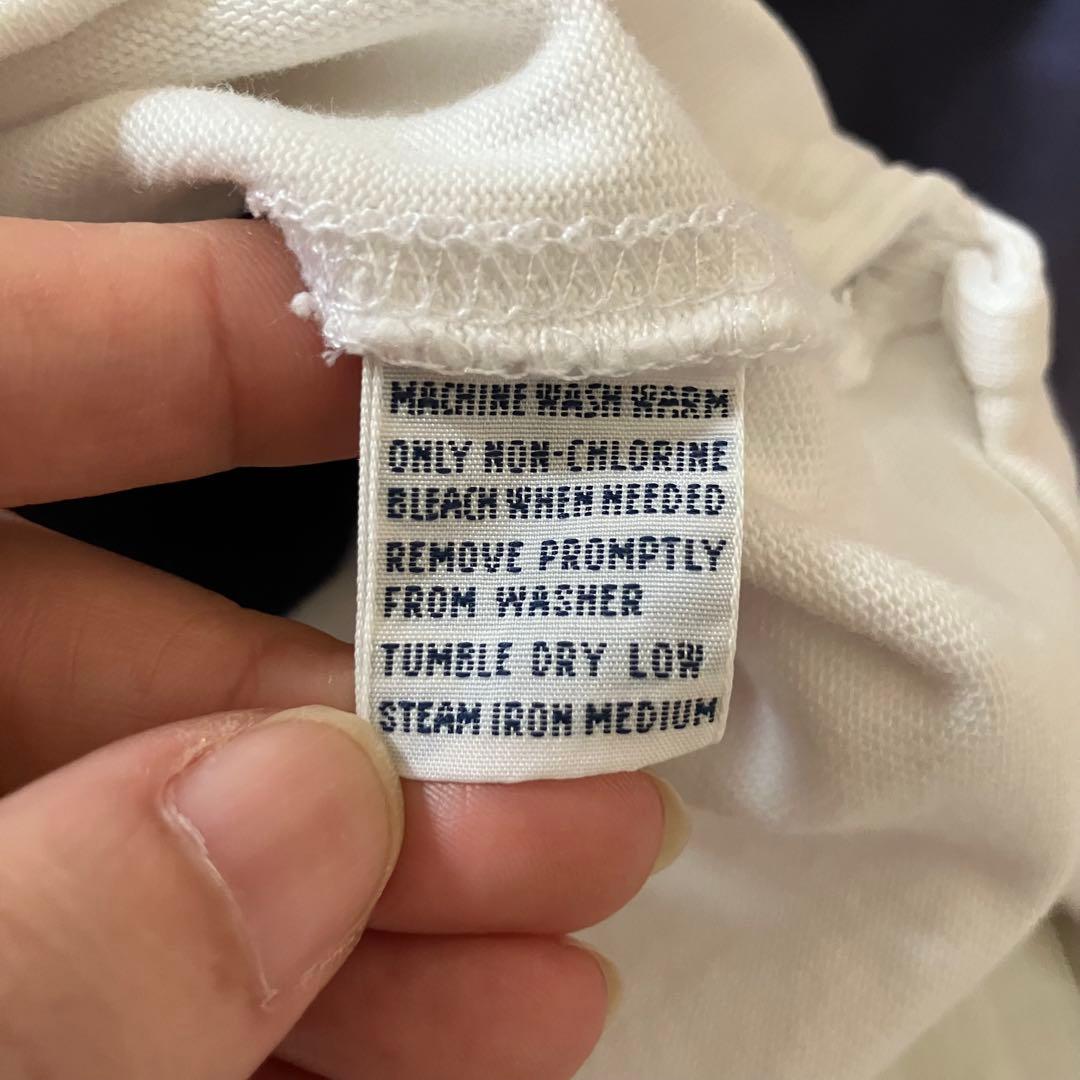 MACHINE WASH WARM
ONLY NON-CHLORINE
BLEACH WHEN NEEDED
REMOVE PROMPTLY
FROM WASHER
TUMBLE DRY LOW
STEAM IRON MEDIUM